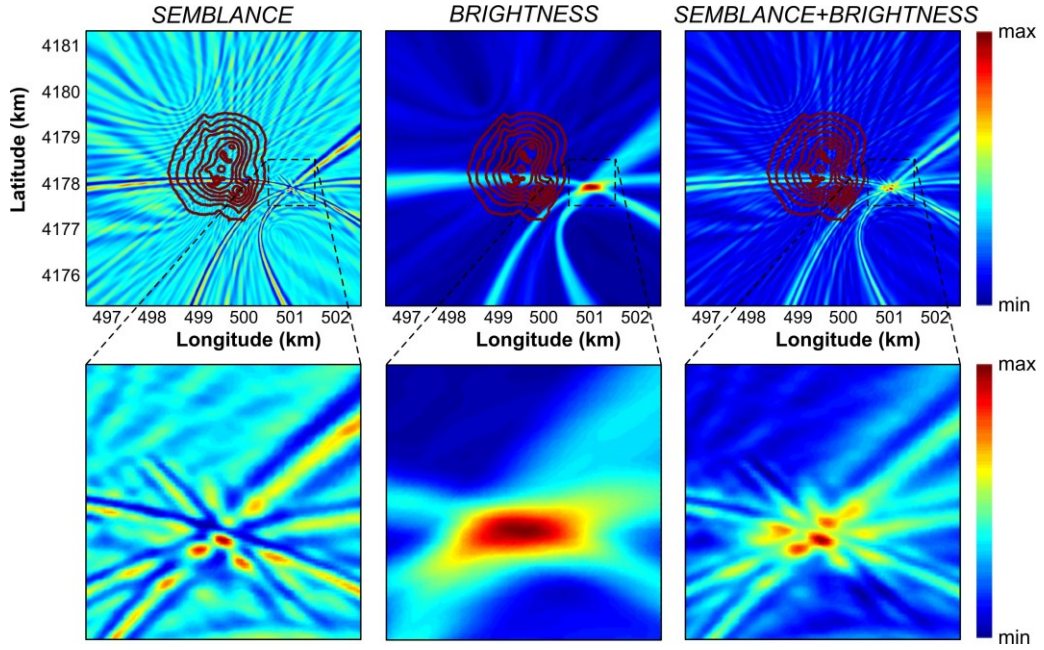 SEMBLANCE BRIGHTNESS SEMBLANCE+BRIGHTNESS
max
4181
4180
4179
4178
4177
4176
Latitude (km)
min
497 498 499 500 501 502 497 498 499 500 501 502 497 498 499 500 501 502
Longitude (km) Longitude (km) Longitude (km)
max
min